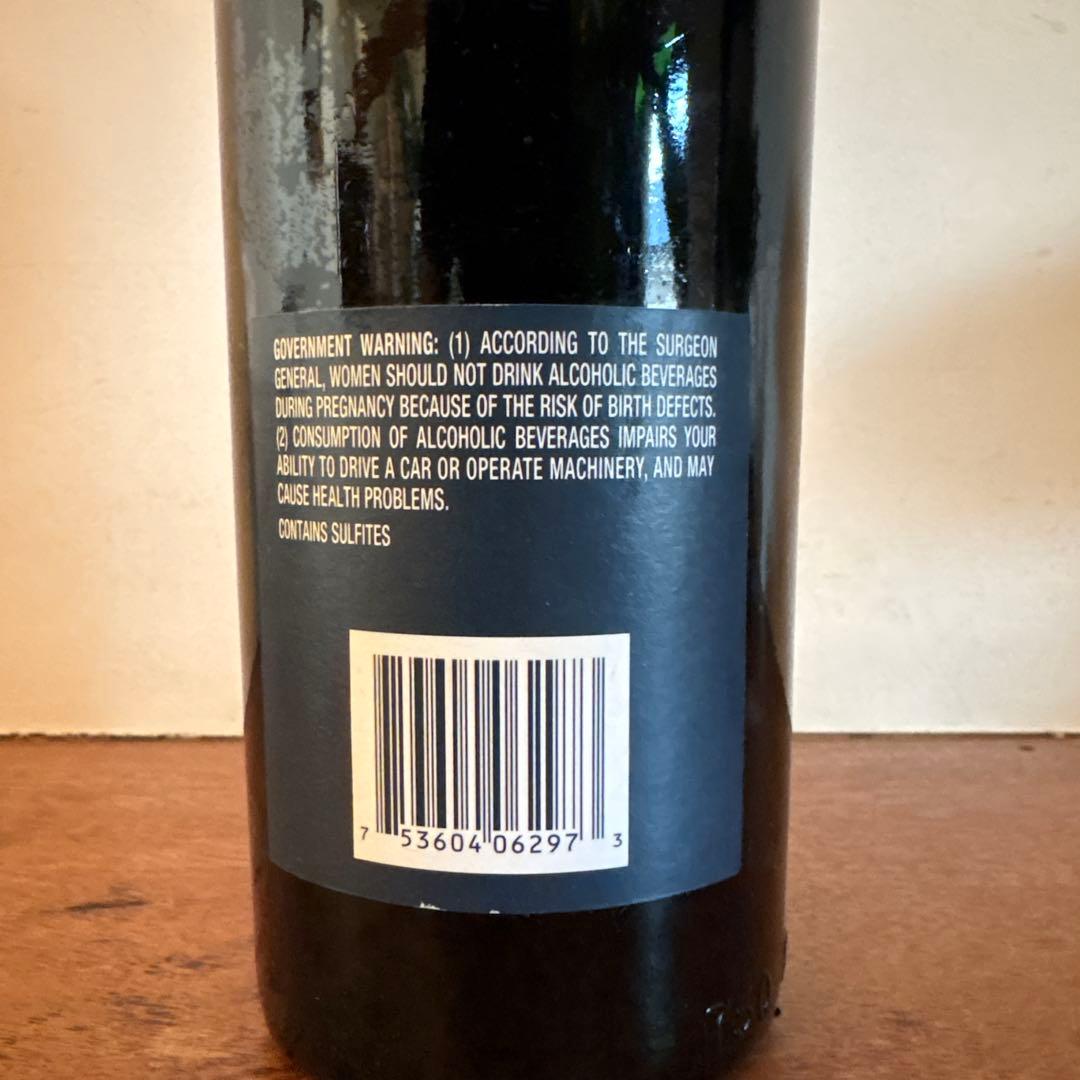 GOVERNMENT WARNING: (1) ACCORDING TO THE SURGEON
GENERAL, WOMEN SHOULD NOT DRINK ALCOHOLIC BEVERAGES
DURING PREGNANCY BECAUSE OF THE RISK OF BIRTH DEFECTS.
(2) CONSUMPTION OF ALCOHOLIC BEVERAGES IMPAIRS YOUR
ABILITY TO DRIVE A CAR OR OPERATE MACHINERY, AND MAY
CAUSE HEALTH PROBLEMS.
CONTAINS SULFITES
7 53604 06297 3